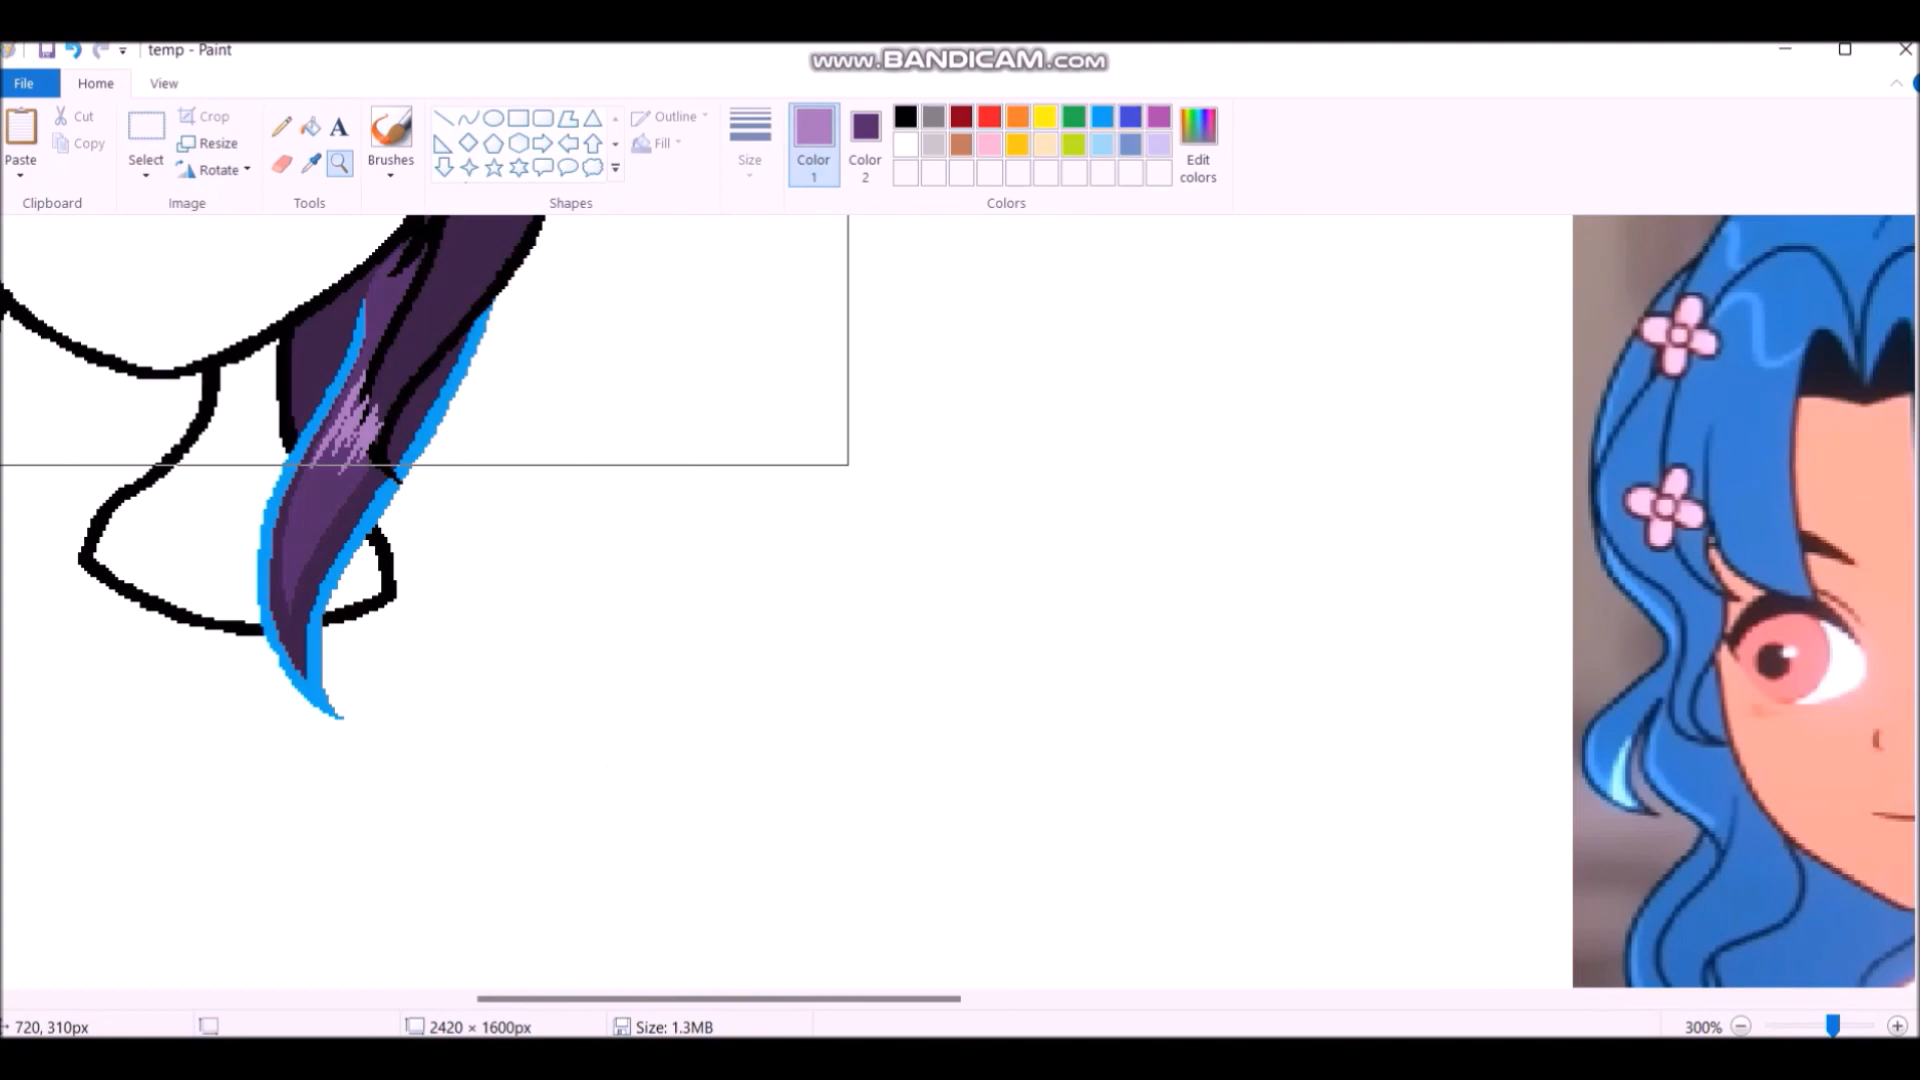 temp - Paint
www.BANDICAM.com
File
Home
View
Paste
Cut
Copy
Clipboard
Select
Crop
Resize
Rotate
Image
A
Tools
Brushes
Outline
Fill
Shapes
Size
Color 1
Color 2
Edit colors
Colors
720, 310px
2420 × 1600px
Size: 1.3MB
300%